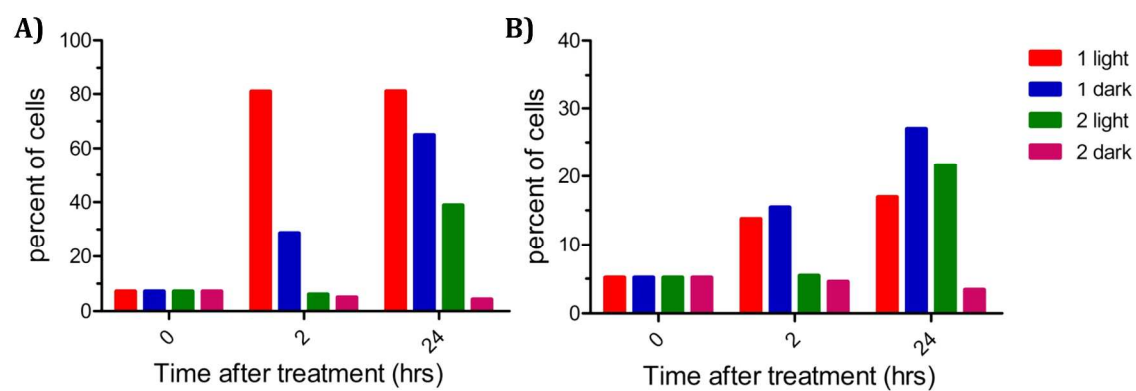 A)
percent of cells
100
80
60
40
20
0
0
2
24
Time after treatment (hrs)
B)
percent of cells
40
30
20
10
0
0
2
24
Time after treatment (hrs)
1 light
1 dark
2 light
2 dark